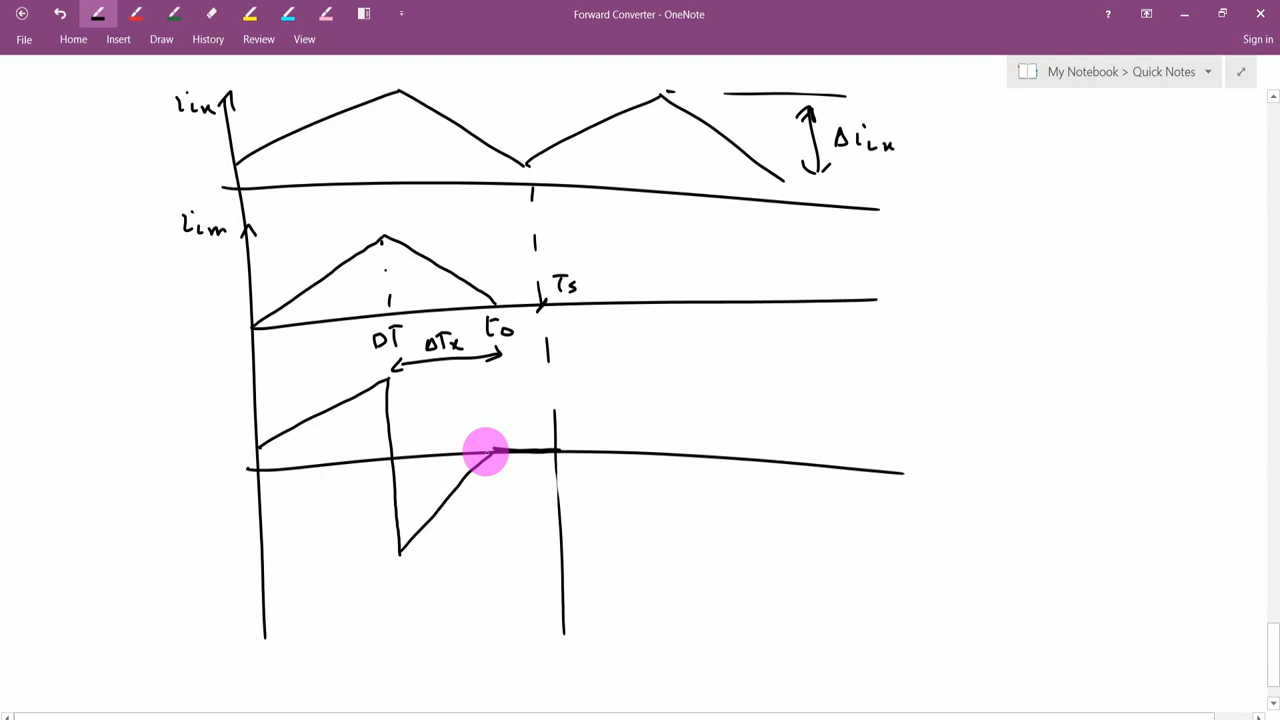 Forward Converter - OneNote
?
File Home Insert Draw History Review View
Sign in
My Notebook > Quick Notes
iLx
ΔiLx
iLm
Ts
DT
to
ΔTx